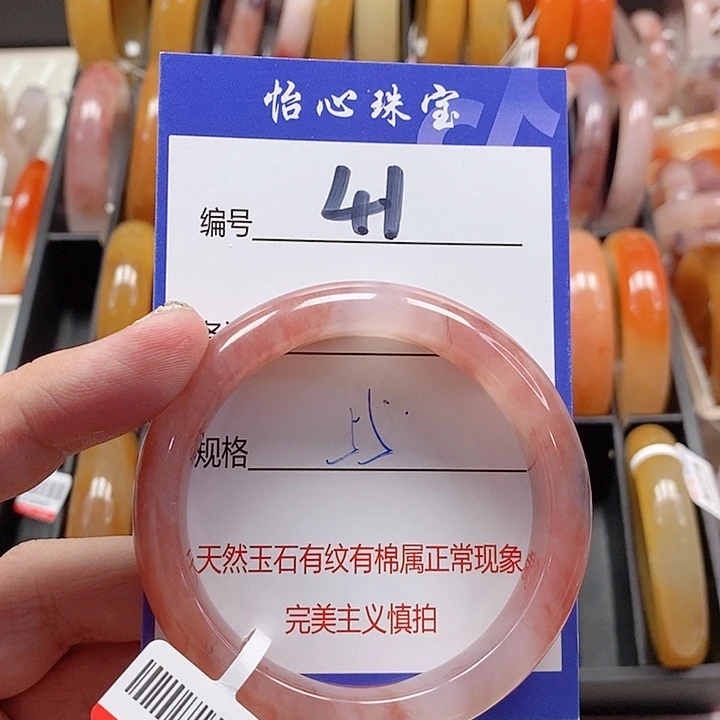 怡心珠宝
编号 41
规格
天然玉石有纹有棉属正常现象
完美主义慎拍